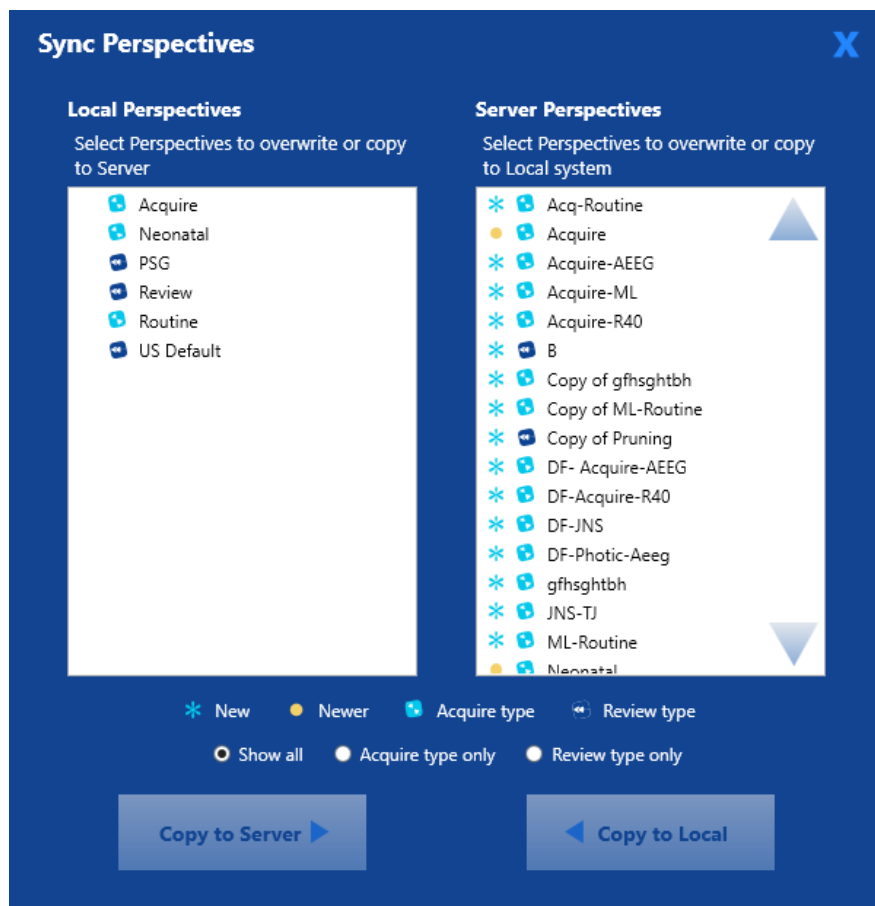 Sync Perspectives
X
Local Perspectives
Select Perspectives to overwrite or copy
to Server
Acquire
Neonatal
PSG
Review
Routine
US Default
Server Perspectives
Select Perspectives to overwrite or copy
to Local system
Acq-Routine
Acquire
Acquire-AEEG
Acquire-ML
Acquire-R40
B
Copy of gfhsghtbh
Copy of ML-Routine
Copy of Pruning
DF- Acquire-AEEG
DF-Acquire-R40
DF-JNS
DF-Photic-Aeeg
gfhsghtbh
JNS-TJ
ML-Routine
Neonatal
New Newer Acquire type Review type
Show all Acquire type only Review type only
Copy to Server
Copy to Local